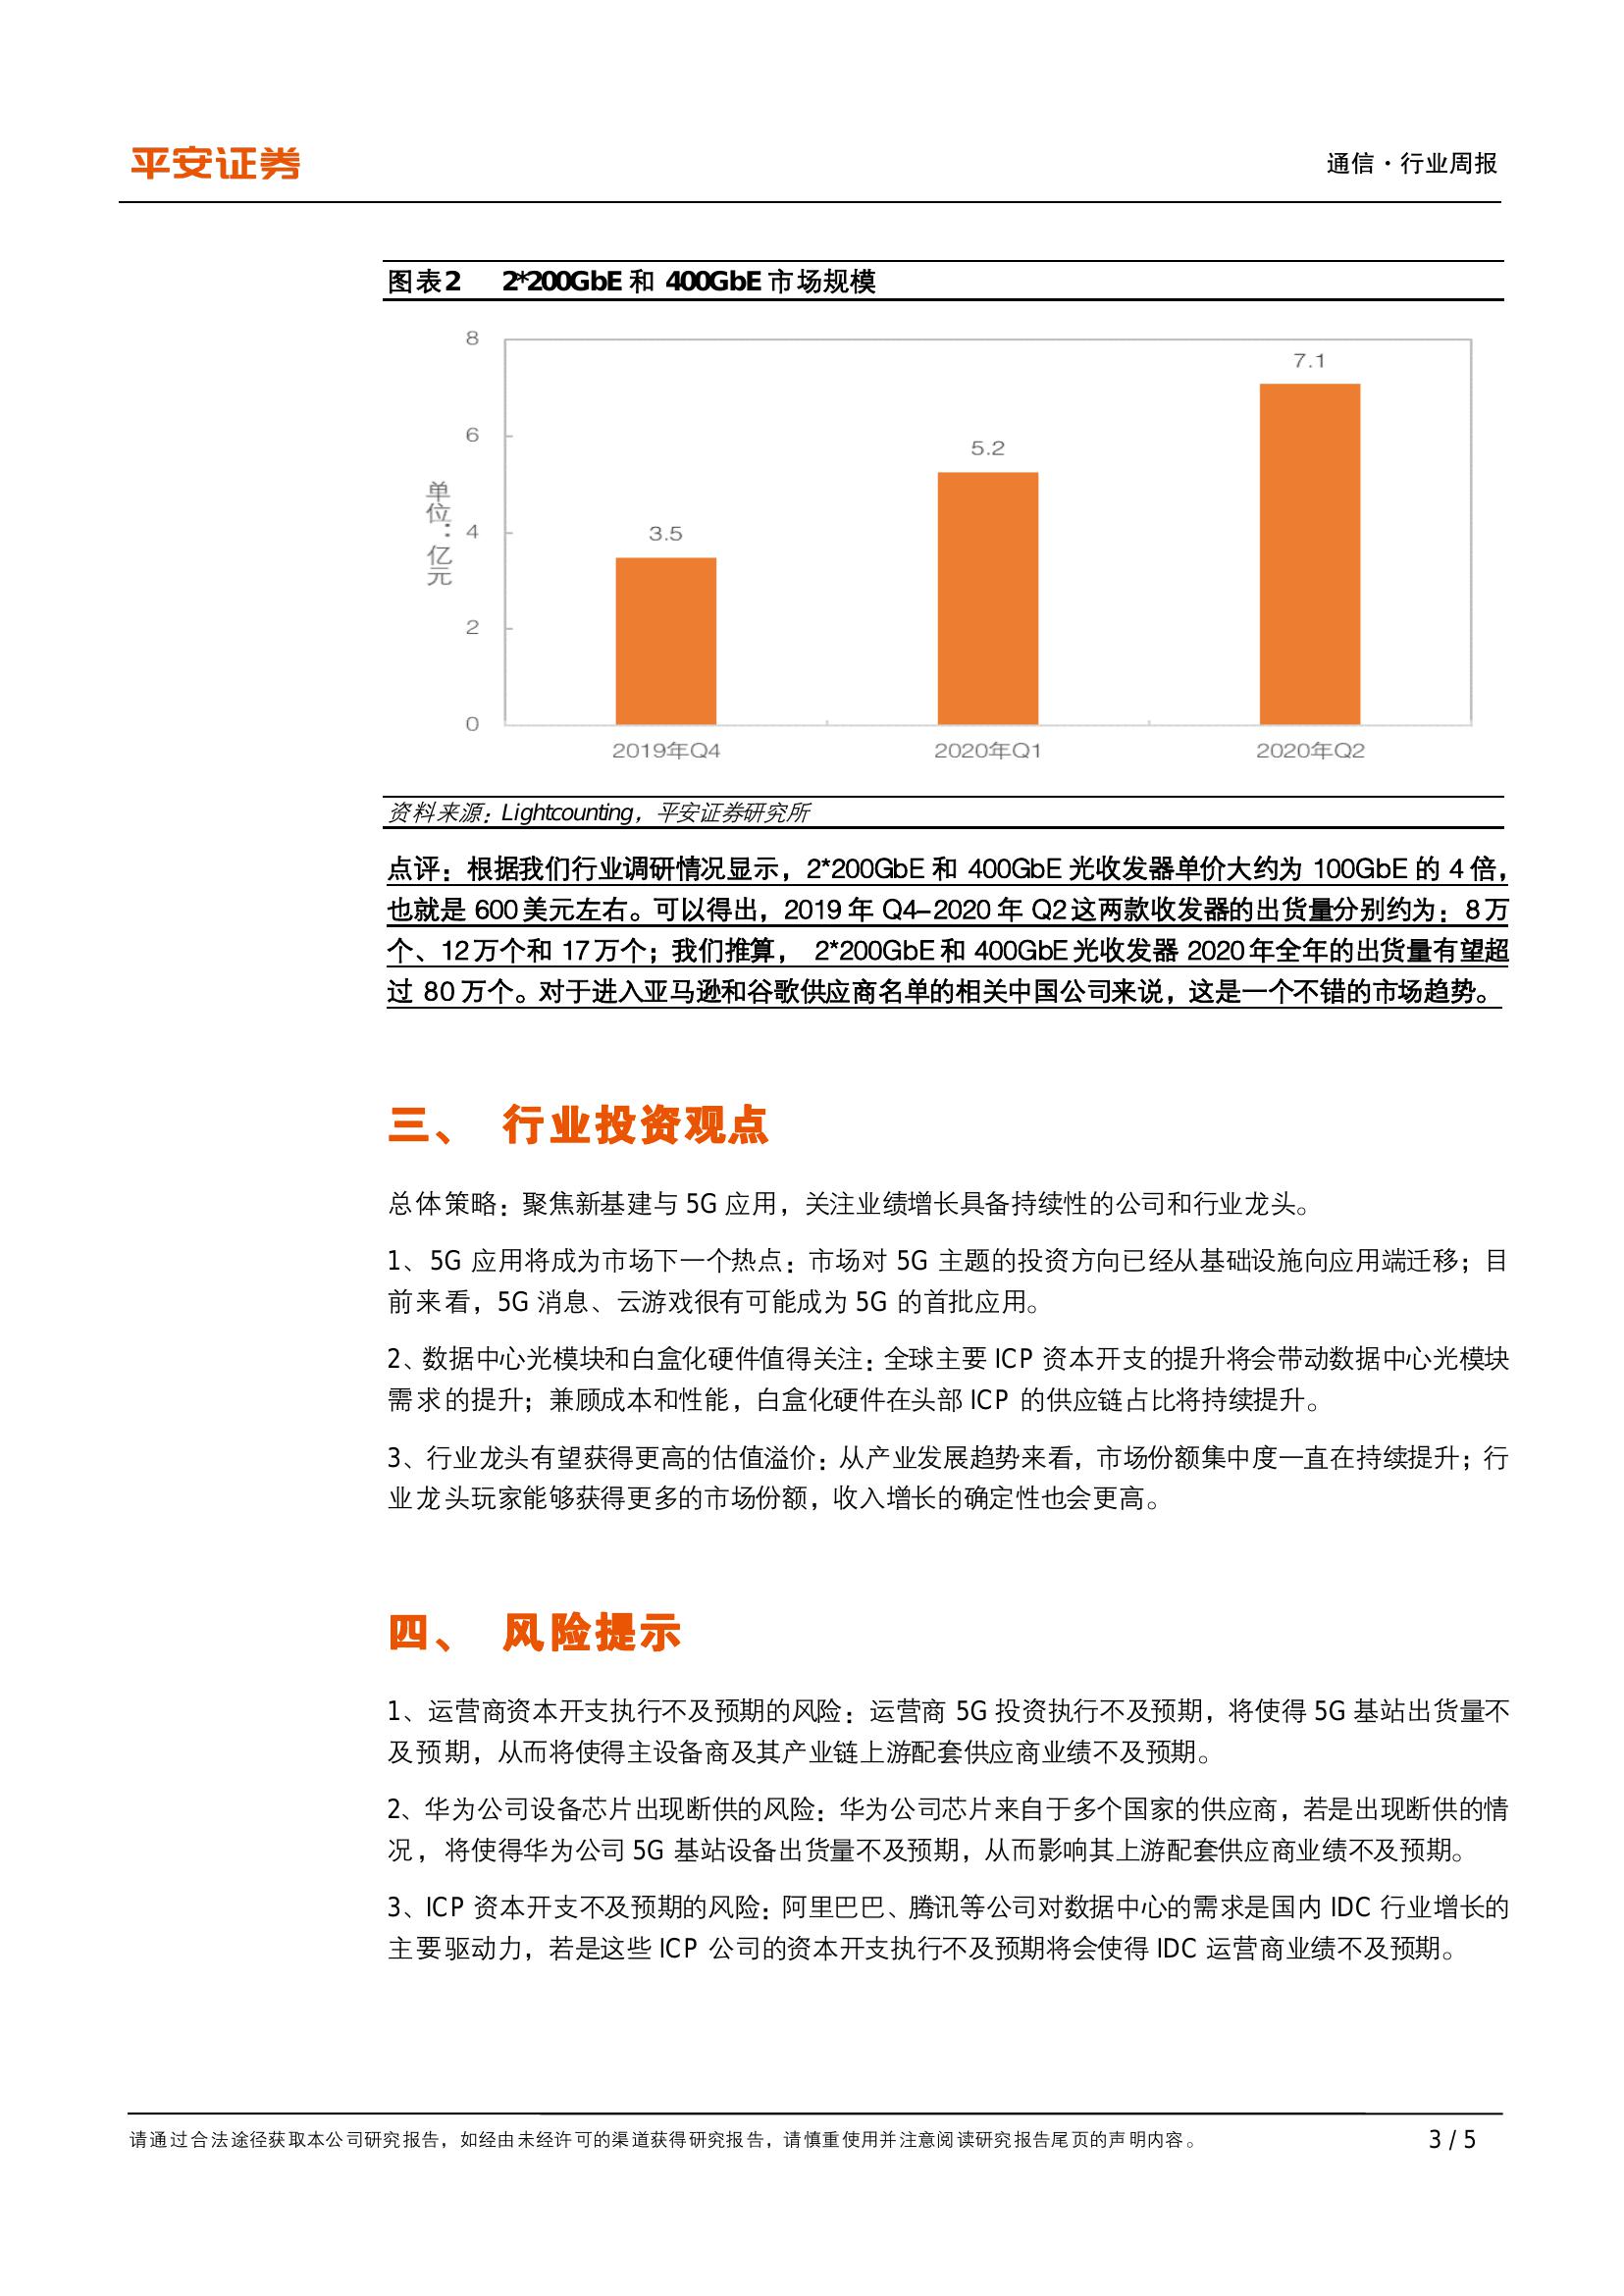 平安证券
通信·行业周报
图表2 2*200GbE 和 400GbE 市场规模
8
7.1
6
5.2
单位：亿元
4
3.5
2
0
2019年Q4 2020年Q1 2020年Q2
资料来源：Lightcounting，平安证券研究所
点评：根据我们行业调研情况显示，2*200GbE 和 400GbE 光收发器单价大约为 100GbE 的 4 倍，
也就是 600 美元左右。可以得出，2019 年 Q4-2020 年 Q2 这两款收发器的出货量分别约为：8 万
个、12 万个和 17 万个；我们推算， 2*200GbE 和 400GbE 光收发器 2020 年全年的出货量有望超
过 80 万个。对于进入亚马逊和谷歌供应商名单的相关中国公司来说，这是一个不错的市场趋势。
三、 行业投资观点
总体策略：聚焦新基建与 5G 应用，关注业绩增长具备持续性的公司和行业龙头。
1、5G 应用将成为市场下一个热点：市场对 5G 主题的投资方向已经从基础设施向应用端迁移；目
前来看，5G 消息、云游戏很有可能成为 5G 的首批应用。
2、数据中心光模块和白盒化硬件值得关注：全球主要 ICP 资本开支的提升将会带动数据中心光模块
需求的提升；兼顾成本和性能，白盒化硬件在头部 ICP 的供应链占比将持续提升。
3、行业龙头有望获得更高的估值溢价：从产业发展趋势来看，市场份额集中度一直在持续提升；行
业龙头玩家能够获得更多的市场份额，收入增长的确定性也会更高。
四、 风险提示
1、运营商资本开支执行不及预期的风险：运营商 5G 投资执行不及预期，将使得 5G 基站出货量不
及预期，从而将使得主设备商及其产业链上游配套供应商业绩不及预期。
2、华为公司设备芯片出现断供的风险：华为公司芯片来自于多个国家的供应商，若是出现断供的情
况，将使得华为公司 5G 基站设备出货量不及预期，从而影响其上游配套供应商业绩不及预期。
3、ICP 资本开支不及预期的风险：阿里巴巴、腾讯等公司对数据中心的需求是国内 IDC 行业增长的
主要驱动力，若是这些 ICP 公司的资本开支执行不及预期将会使得 IDC 运营商业绩不及预期。
请通过合法途径获取本公司研究报告，如经由未经许可的渠道获得研究报告，请慎重使用并注意阅读研究报告尾页的声明内容。
3 / 5